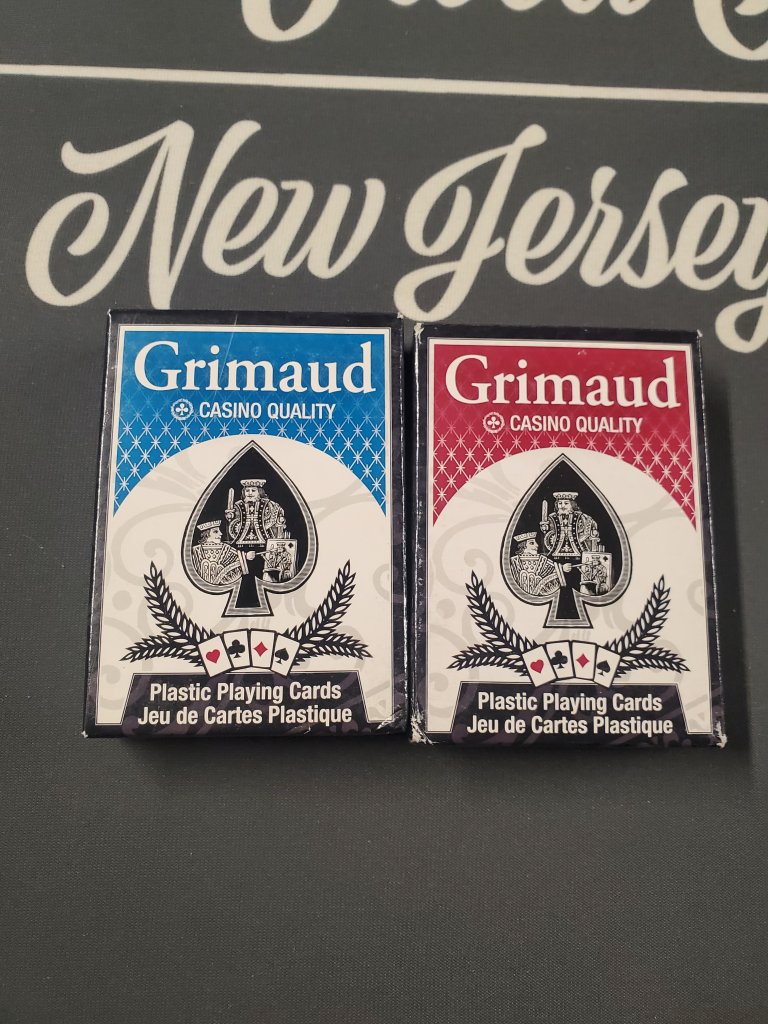 New Jersey
Grimaud
CASINO QUALITY
Plastic Playing Cards
Jeu de Cartes Plastique
Grimaud
CASINO QUALITY
Plastic Playing Cards
Jeu de Cartes Plastique